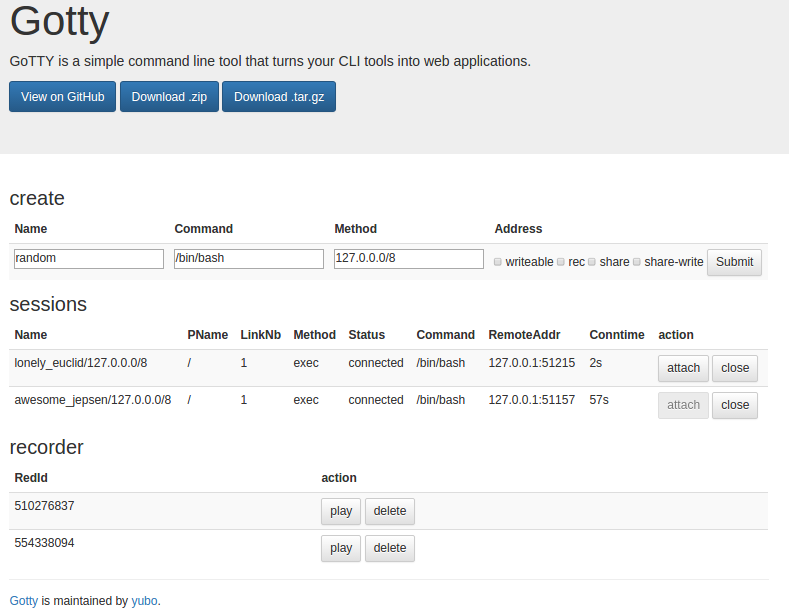 Gotty
GoTTY is a simple command line tool that turns your CLI tools into web applications.
View on GitHub Download .zip Download .tar.gz
create
Name Command Method Address
random /bin/bash 127.0.0.0/8 writeable rec share share-write Submit
sessions
Name PName LinkNb Method Status Command RemoteAddr Conntime action
lonely_euclid/127.0.0.0/8 / 1 exec connected /bin/bash 127.0.0.1:51215 2s attach close
awesome_jepsen/127.0.0.0/8 / 1 exec connected /bin/bash 127.0.0.1:51157 57s attach close
recorder
RedId action
510276837 play delete
554338094 play delete
Gotty is maintained by yubo.